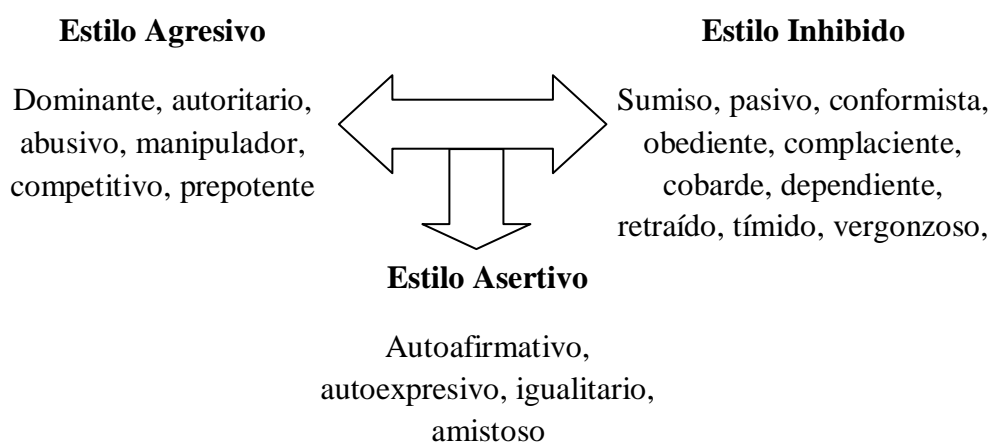 Estilo Agresivo
Dominante, autoritario,
abusivo, manipulador,
competitivo, prepotente
Estilo Inhibido
Sumiso, pasivo, conformista,
obediente, complaciente,
cobarde, dependiente,
retraído, tímido, vergonzoso,
Estilo Asertivo
Autoafirmativo,
autoexpresivo, igualitario,
amistoso